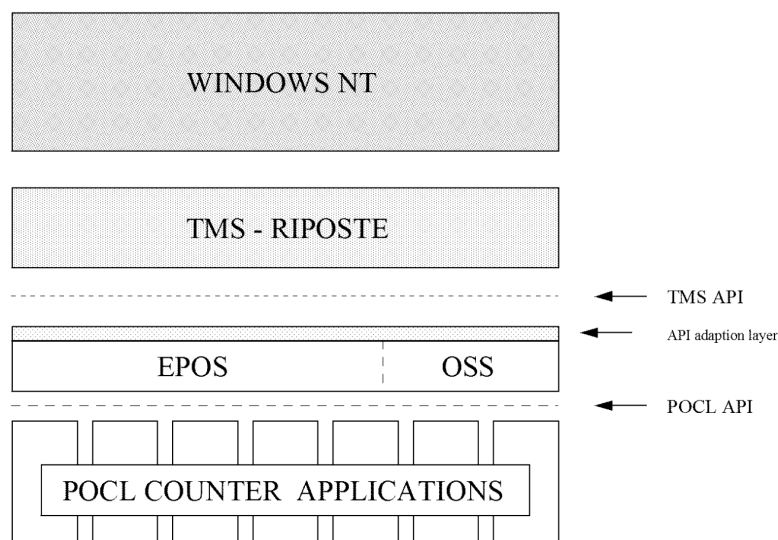 WINDOWS NT
TMS - RIPOSTE
TMS API
API adaption layer
EPOS OSS
POCL API
POCL COUNTER APPLICATIONS